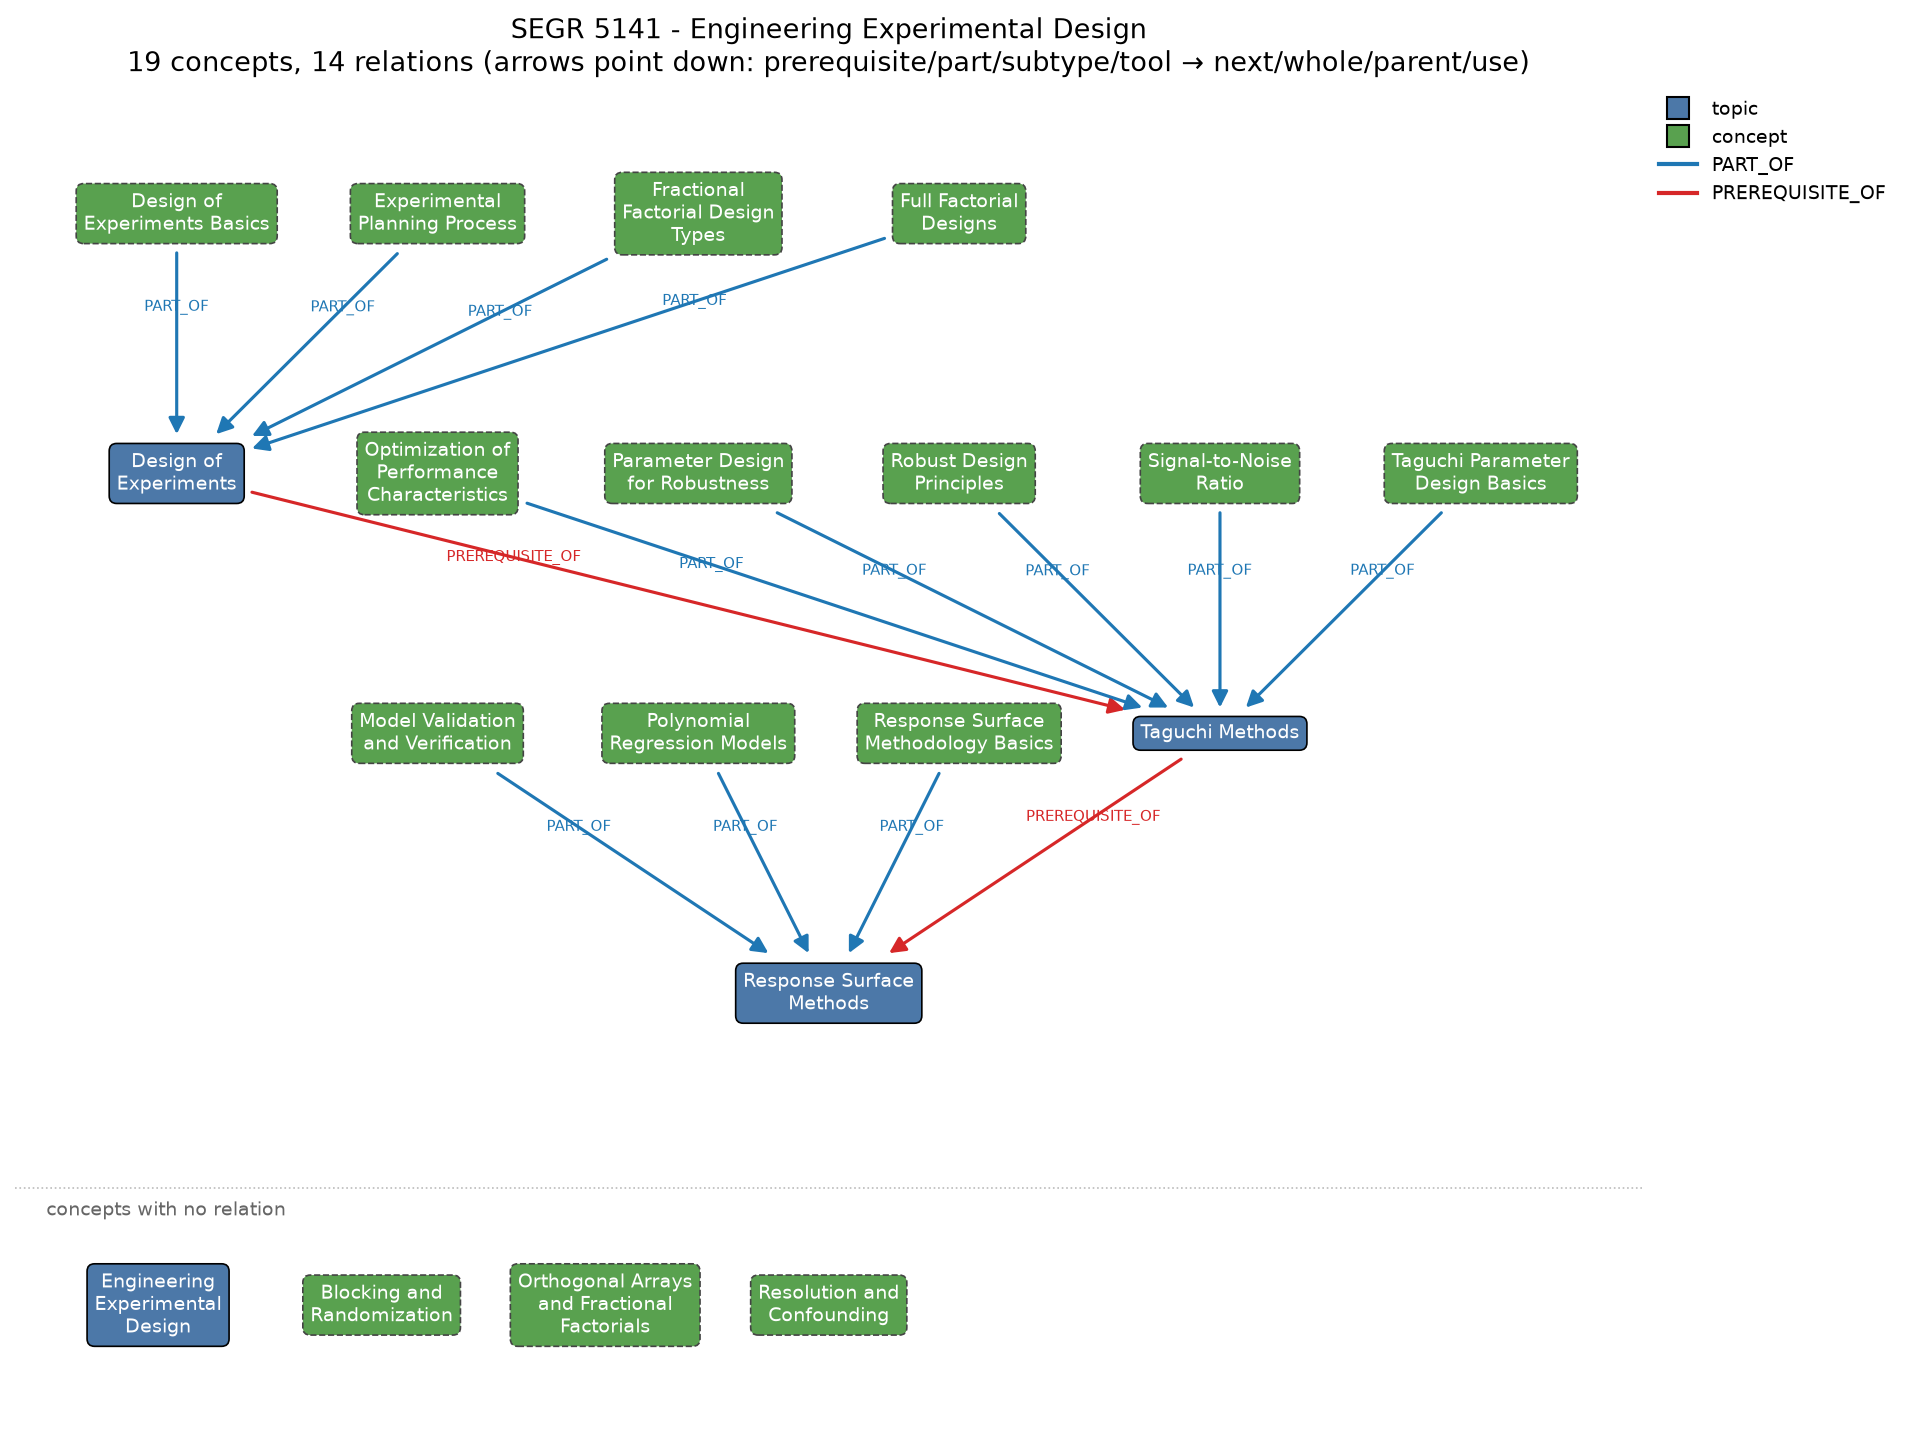 SEGR 5141 - Engineering Experimental Design
19 concepts, 14 relations (arrows point down: prerequisite/part/subtype/tool → next/whole/parent/use)
topic
concept
PART_OF
PREREQUISITE_OF
Design of
Experiments Basics
Experimental
Planning Process
Fractional
Factorial Design
Types
Full Factorial
Designs
PART_OF
PART_OF
PART_OF
PART_OF
Design of
Experiments
Optimization of
Performance
Characteristics
Parameter Design
for Robustness
Robust Design
Principles
Signal-to-Noise
Ratio
Taguchi Parameter
Design Basics
PREREQUISITE_OF
PART_OF
PART_OF
PART_OF
PART_OF
PART_OF
Model Validation
and Verification
Polynomial
Regression Models
Response Surface
Methodology Basics
Taguchi Methods
PART_OF
PART_OF
PART_OF
PREREQUISITE_OF
Response Surface
Methods
concepts with no relation
Engineering
Experimental
Design
Blocking and
Randomization
Orthogonal Arrays
and Fractional
Factorials
Resolution and
Confounding